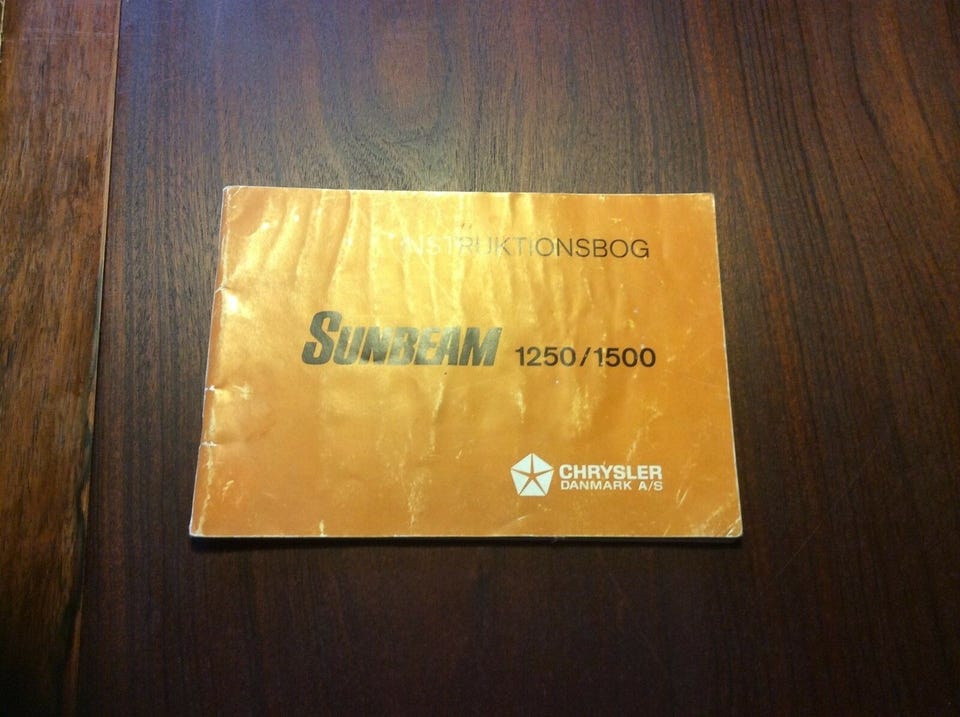 INSTRUKTIONSBOG
SUNBEAM 1250/1500
CHRYSLER
DANMARK A/S